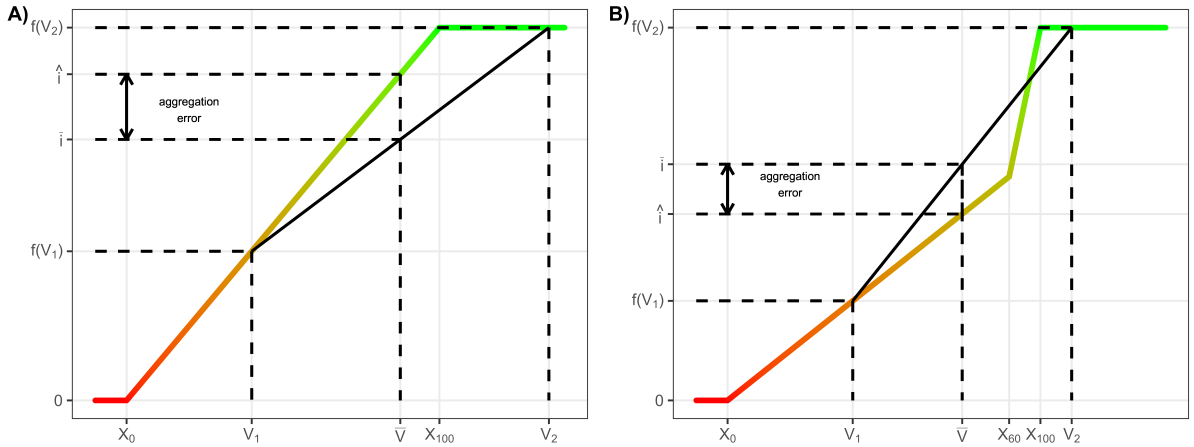 A)
f(V₂)
î
aggregation
error
ī
f(V₁)
0
X₀
V₁
V̅
X₁₀₀
V₂
B)
f(V₂)
ī
aggregation
error
î
f(V₁)
0
X₀
V₁
V̅
X₆₀
X₁₀₀
V₂